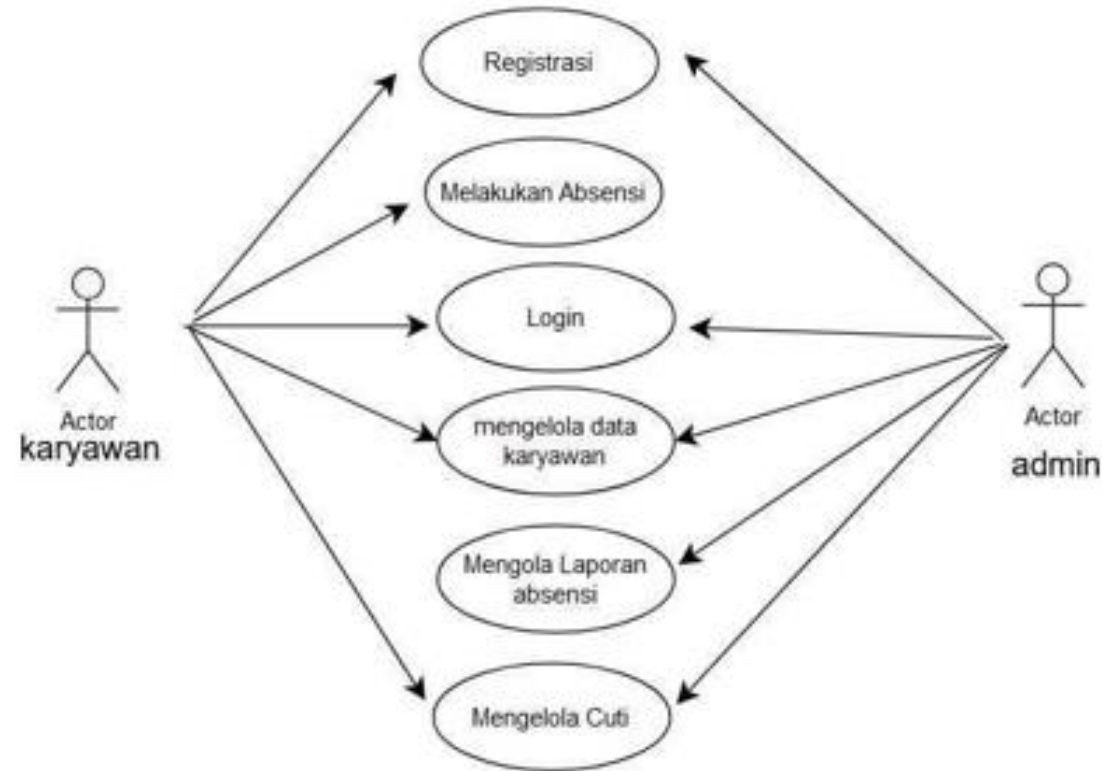 Registrasi
Melakukan Absensi
Login
mengelola data
karyawan
Mengola Laporan
absensi
Mengelola Cuti
Actor
karyawan
Actor
admin